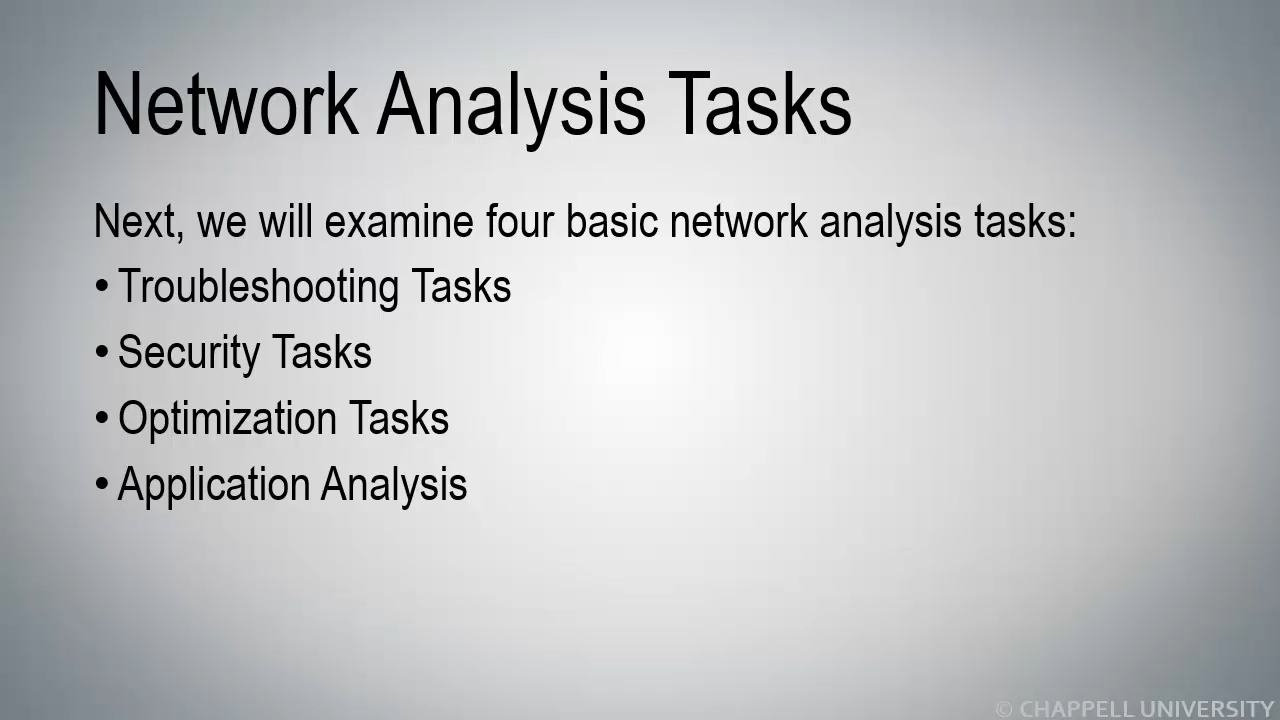 Network Analysis Tasks
Next, we will examine four basic network analysis tasks:
• Troubleshooting Tasks
• Security Tasks
• Optimization Tasks
• Application Analysis
© CHAPPELL UNIVERSITY